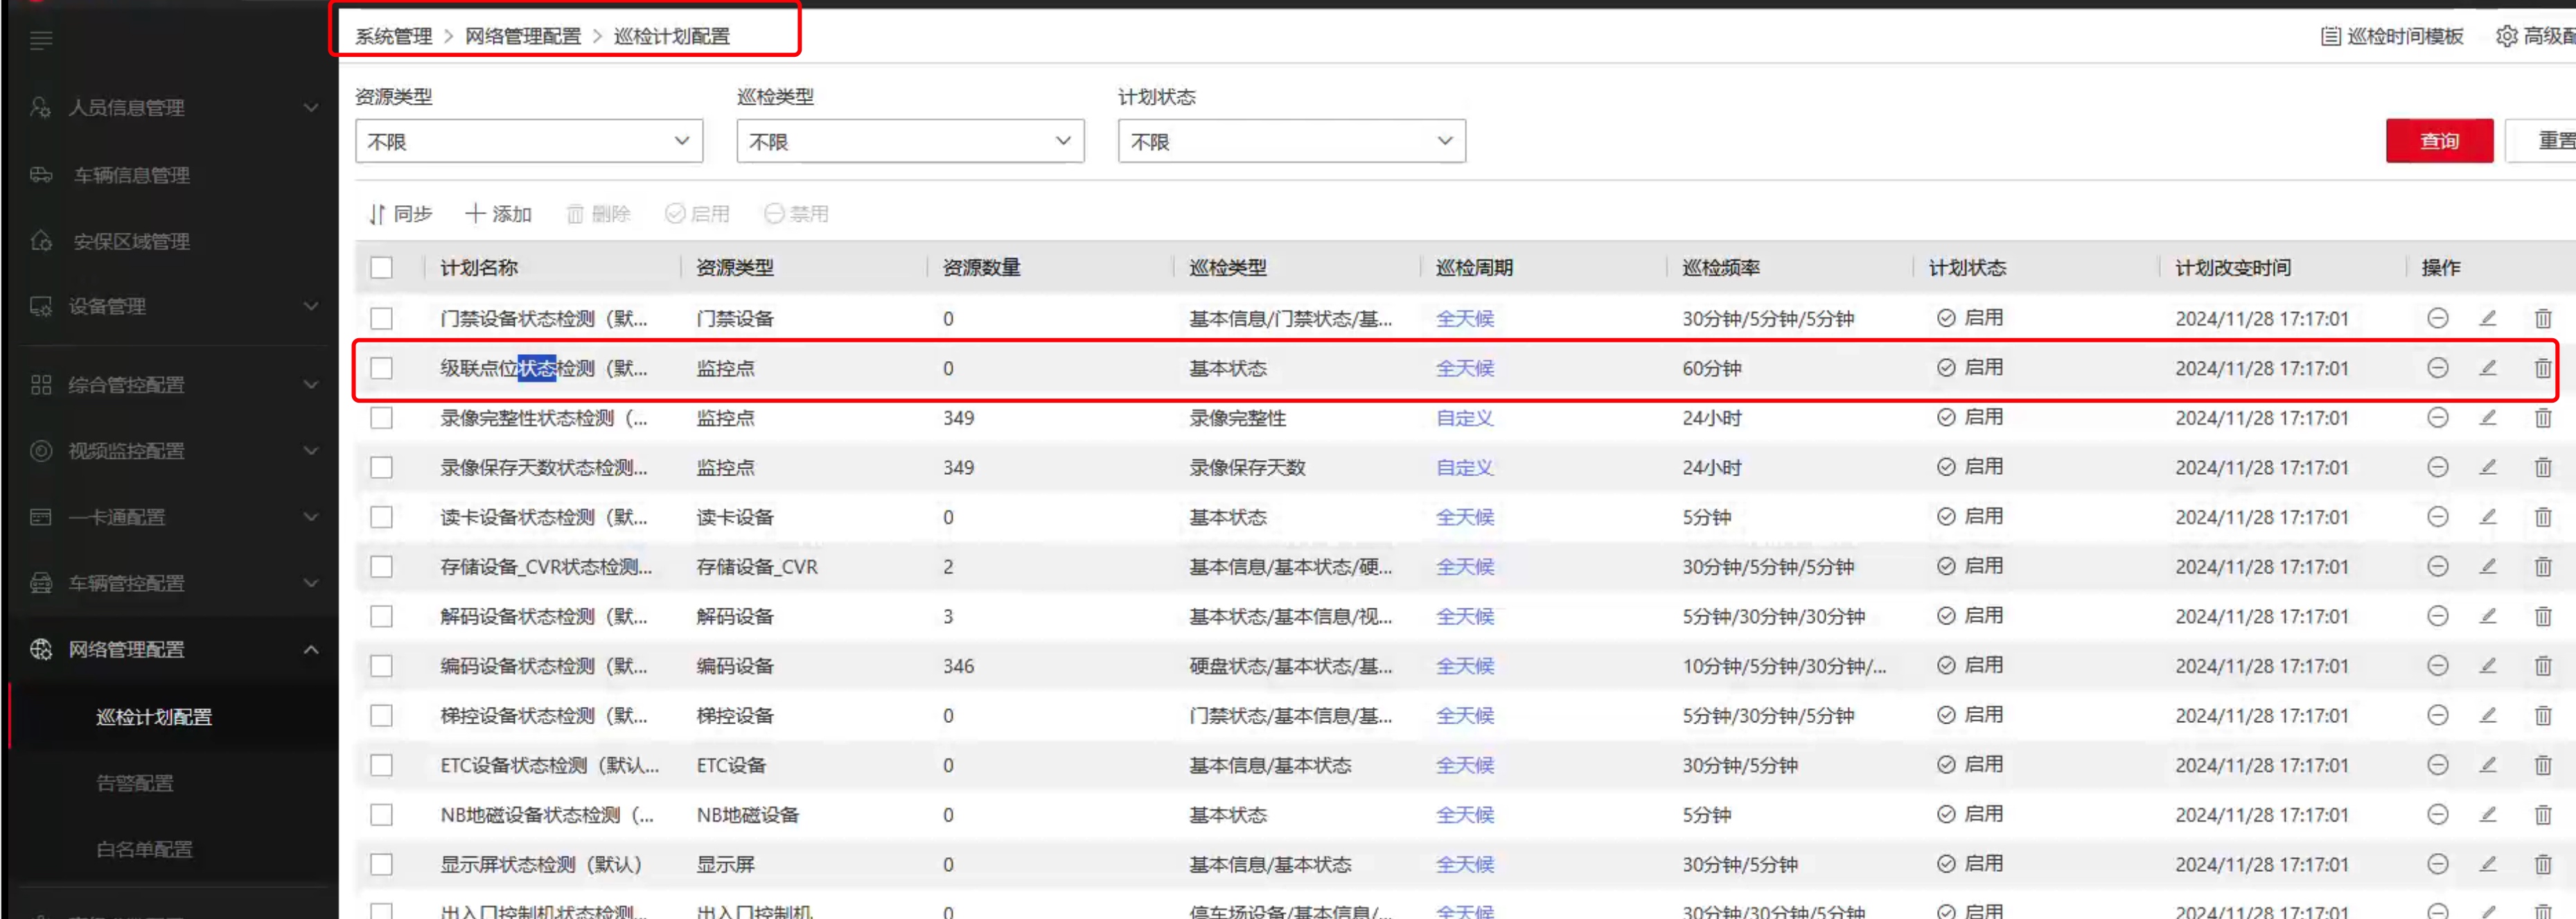 系统管理 > 网络管理配置 > 巡检计划配置
巡检时间模板 高级配
人员信息管理
车辆信息管理
安保区域管理
设备管理
综合管控配置
视频监控配置
一卡通配置
车辆管控配置
网络管理配置
巡检计划配置
告警配置
白名单配置
资源类型 巡检类型 计划状态
不限 不限 不限 查询 重置
同步 添加 删除 启用 禁用
计划名称 资源类型 资源数量 巡检类型 巡检周期 巡检频率 计划状态 计划改变时间 操作
门禁设备状态检测（默... 门禁设备 0 基本信息/门禁状态/基... 全天候 30分钟/5分钟/5分钟 启用 2024/11/28 17:17:01
级联点位状态检测（默... 监控点 0 基本状态 全天候 60分钟 启用 2024/11/28 17:17:01
录像完整性状态检测（... 监控点 349 录像完整性 自定义 24小时 启用 2024/11/28 17:17:01
录像保存天数状态检测... 监控点 349 录像保存天数 自定义 24小时 启用 2024/11/28 17:17:01
读卡设备状态检测（默... 读卡设备 0 基本状态 全天候 5分钟 启用 2024/11/28 17:17:01
存储设备_CVR状态检测... 存储设备_CVR 2 基本信息/基本状态/硬... 全天候 30分钟/5分钟/5分钟 启用 2024/11/28 17:17:01
解码设备状态检测（默... 解码设备 3 基本状态/基本信息/视... 全天候 5分钟/30分钟/30分钟 启用 2024/11/28 17:17:01
编码设备状态检测（默... 编码设备 346 硬盘状态/基本状态/基... 全天候 10分钟/5分钟/30分钟/... 启用 2024/11/28 17:17:01
梯控设备状态检测（默... 梯控设备 0 门禁状态/基本信息/基... 全天候 5分钟/30分钟/5分钟 启用 2024/11/28 17:17:01
ETC设备状态检测（默认... ETC设备 0 基本信息/基本状态 全天候 30分钟/5分钟 启用 2024/11/28 17:17:01
NB地磁设备状态检测（... NB地磁设备 0 基本状态 全天候 5分钟 启用 2024/11/28 17:17:01
显示屏状态检测（默认） 显示屏 0 基本信息/基本状态 全天候 30分钟/5分钟 启用 2024/11/28 17:17:01
出入口控制机状态检测... 出入口控制机 0 停车场设备/基本信息/... 全天候 30分钟/30分钟/5分钟 启用 2024/11/28 17:17:01